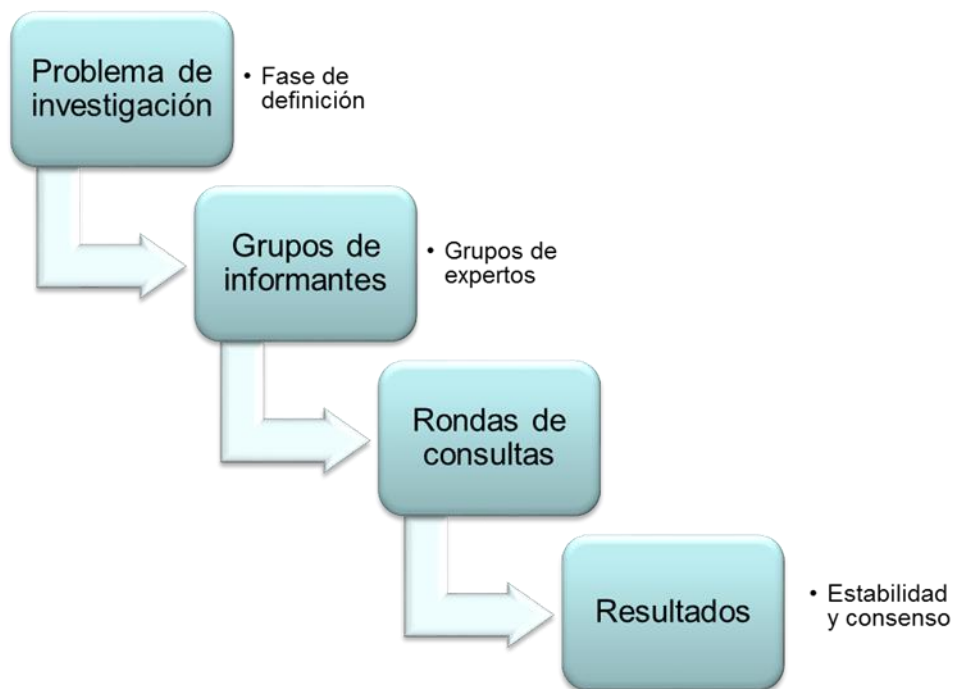 Problema de
investigación
• Fase de
definición
Grupos de
informantes
• Grupos de
expertos
Rondas de
consultas
Resultados
• Estabilidad
y consenso